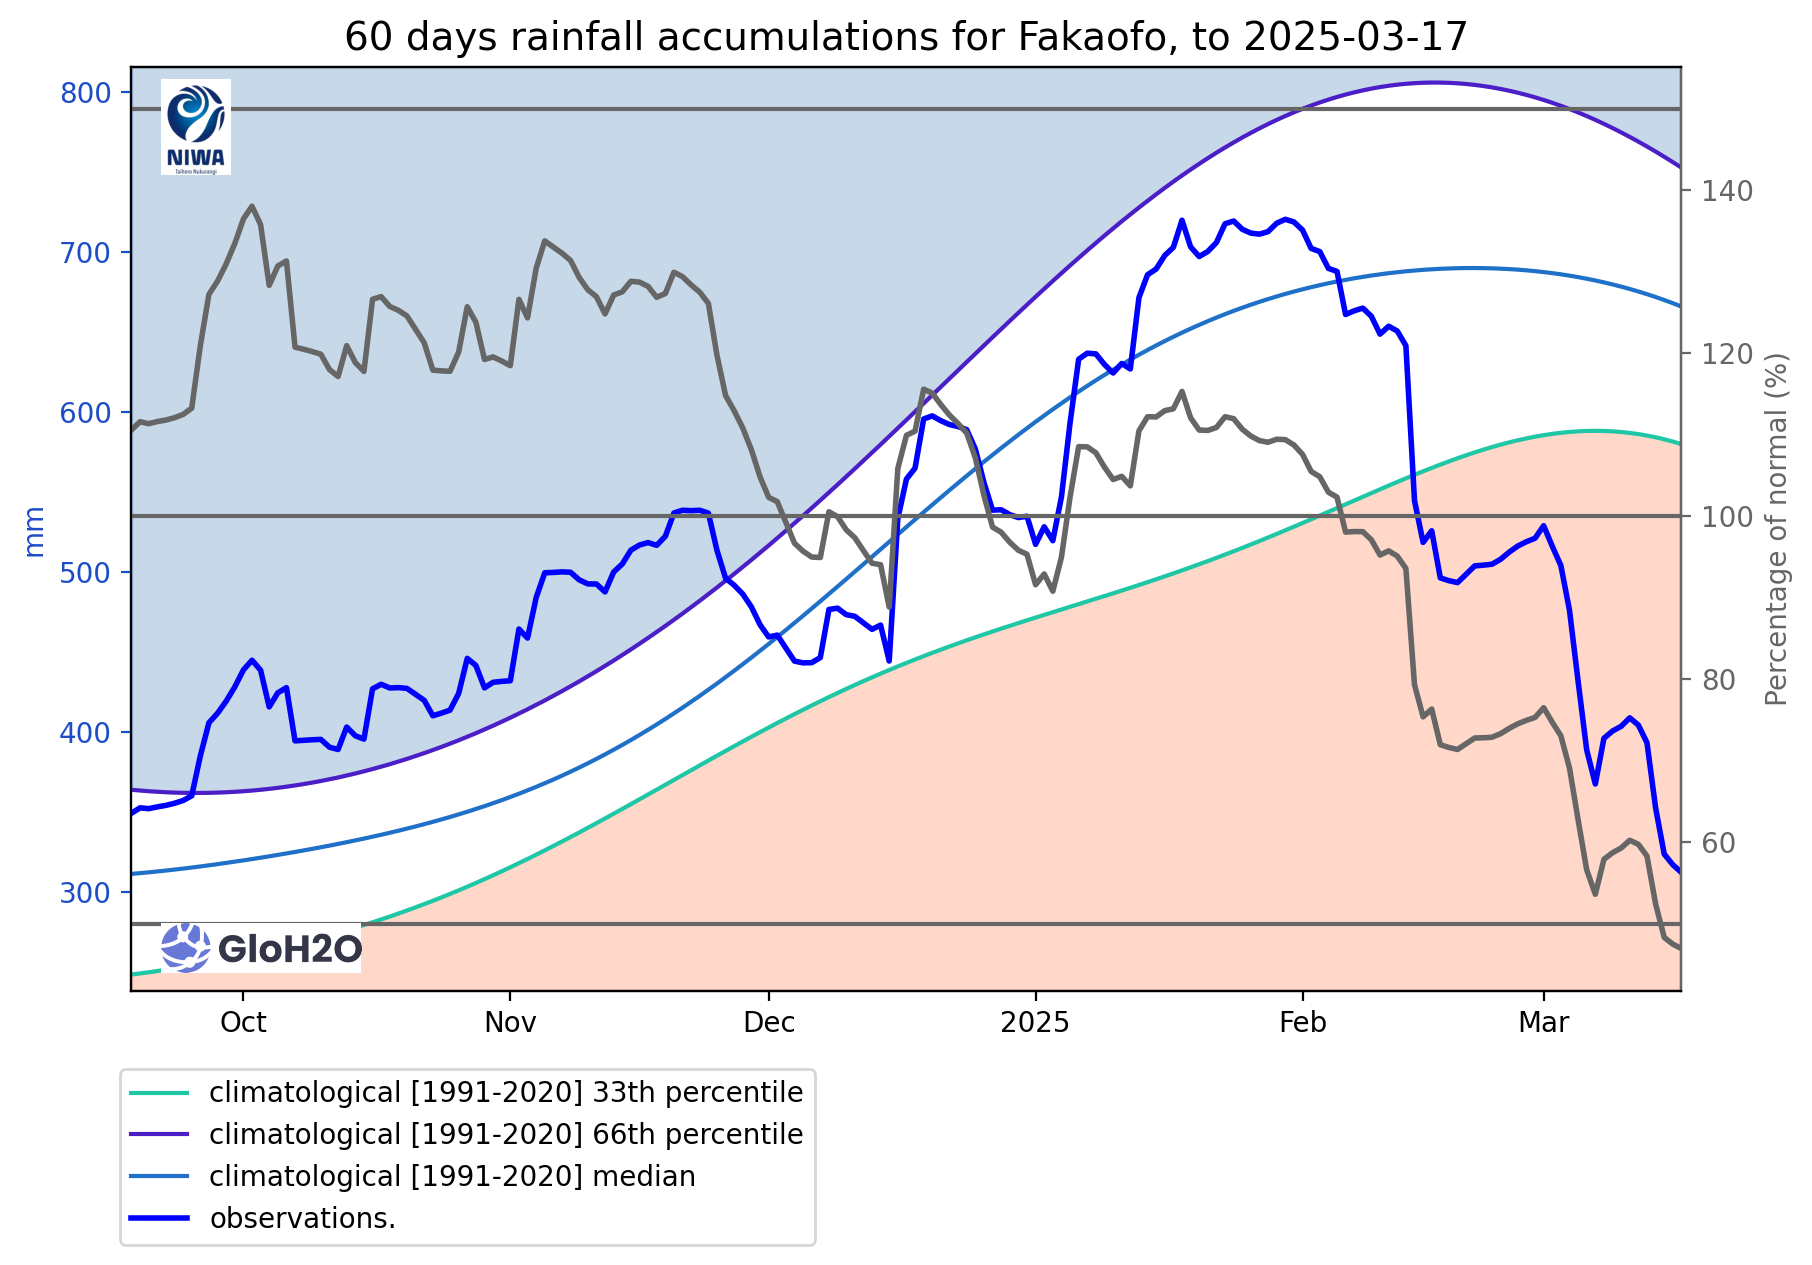 60 days rainfall accumulations for Fakaofo, to 2025-03-17
800
700
600
500
400
300
mm
140
120
100
80
60
Percentage of normal (%)
NIWA
Taihoro Nukurangi
GloH2O
Oct
Nov
Dec
2025
Feb
Mar
climatological [1991-2020] 33th percentile
climatological [1991-2020] 66th percentile
climatological [1991-2020] median
observations.